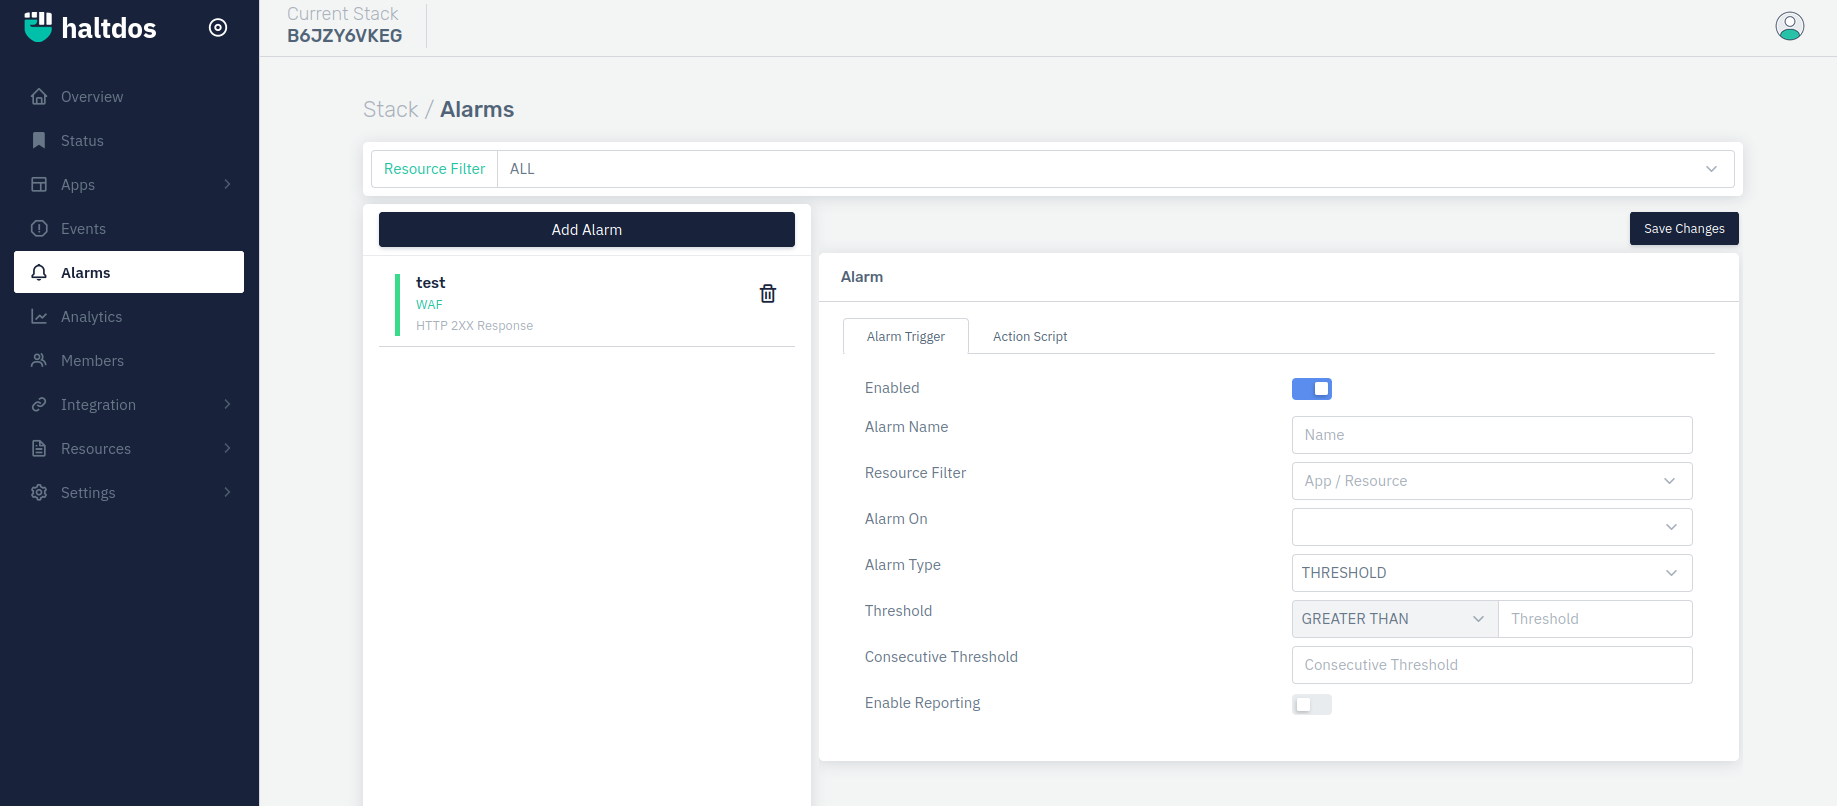 haltdos
Current Stack
B6JZY6VKEG
Overview
Status
Apps
Events
Alarms
Analytics
Members
Integration
Resources
Settings
Stack / Alarms
Resource Filter ALL
Add Alarm
test
WAF
HTTP 2XX Response
Save Changes
Alarm
Alarm Trigger Action Script
Enabled
Alarm Name Name
Resource Filter App / Resource
Alarm On
Alarm Type THRESHOLD
Threshold GREATER THAN Threshold
Consecutive Threshold Consecutive Threshold
Enable Reporting